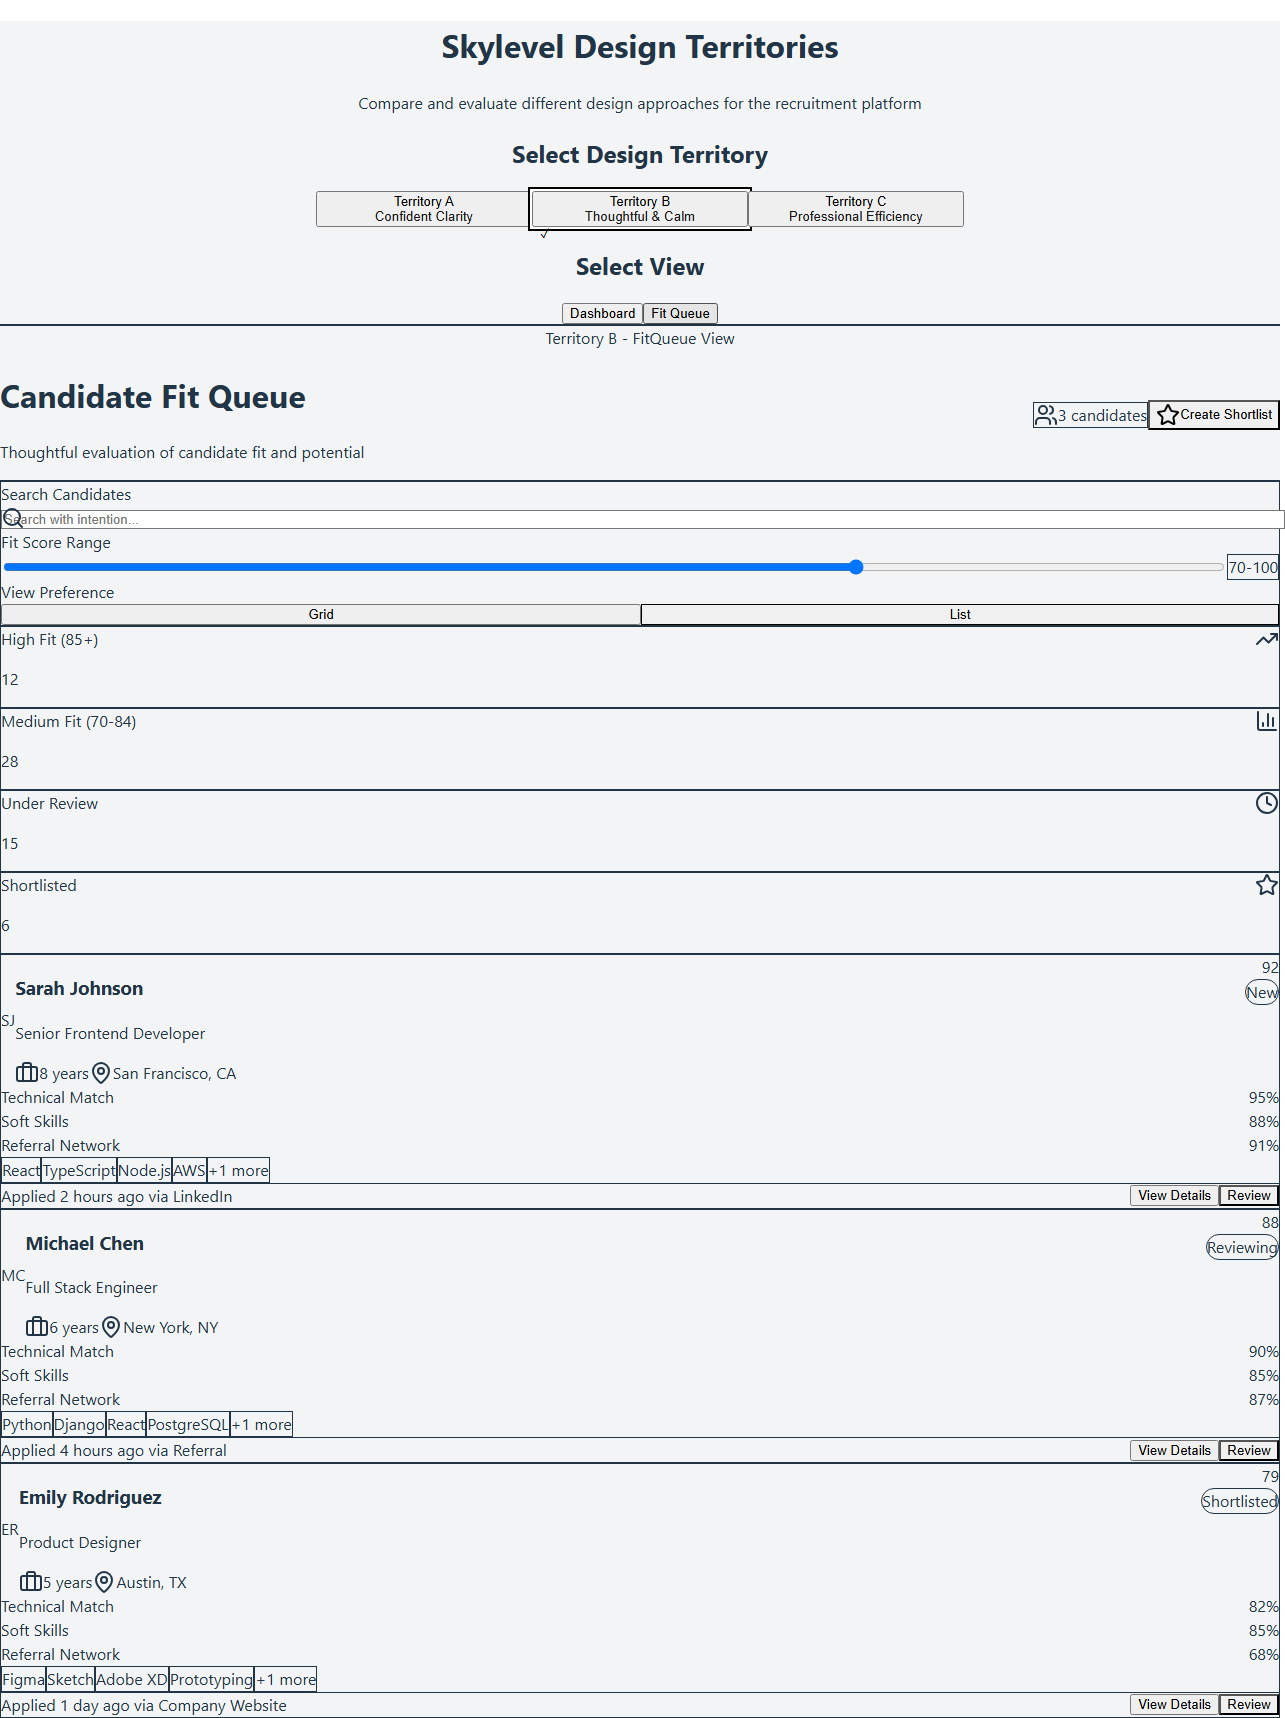 Skylevel Design Territories
Compare and evaluate different design approaches for the recruitment platform
Select Design Territory
Territory A
Confident Clarity
Territory B
Thoughtful & Calm
✓
Territory C
Professional Efficiency
Select View
Dashboard
Fit Queue
Territory B - FitQueue View
Candidate Fit Queue
3 candidates
Create Shortlist
Thoughtful evaluation of candidate fit and potential
Search Candidates
Search with intention...
Fit Score Range
70-100
View Preference
Grid
List
High Fit (85+)
12
Medium Fit (70-84)
28
Under Review
15
Shortlisted
6
92
Sarah Johnson
New
SJ
Senior Frontend Developer
8 years
San Francisco, CA
Technical Match 95%
Soft Skills 88%
Referral Network 91%
React TypeScript Node.js AWS +1 more
Applied 2 hours ago via LinkedIn
View Details
Review
88
Michael Chen
Reviewing
MC
Full Stack Engineer
6 years
New York, NY
Technical Match 90%
Soft Skills 85%
Referral Network 87%
Python Django React PostgreSQL +1 more
Applied 4 hours ago via Referral
View Details
Review
79
Emily Rodriguez
Shortlisted
ER
Product Designer
5 years
Austin, TX
Technical Match 82%
Soft Skills 85%
Referral Network 68%
Figma Sketch Adobe XD Prototyping +1 more
Applied 1 day ago via Company Website
View Details
Review